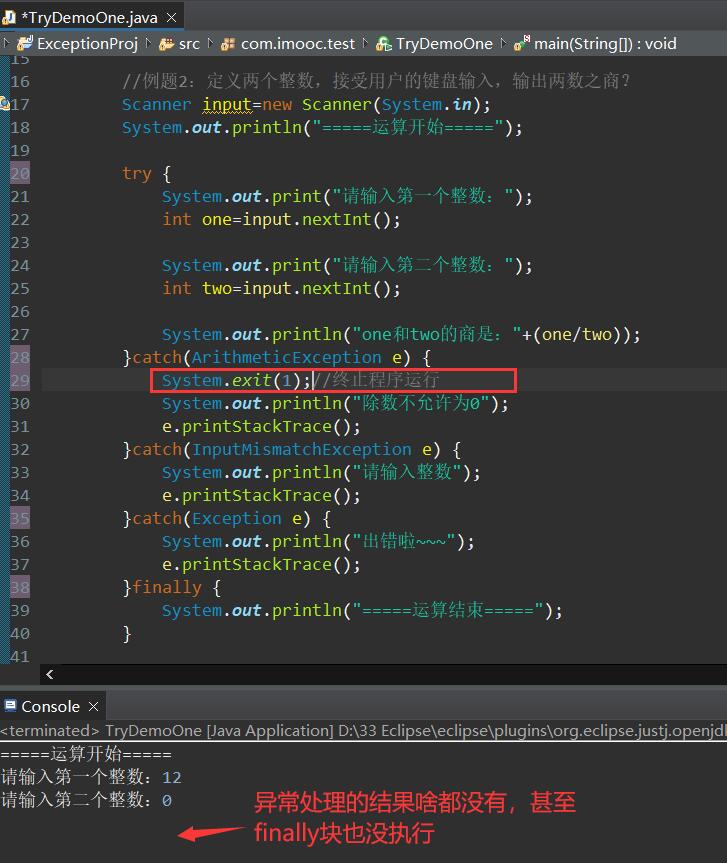 *TryDemoOne.java
ExceptionProj src com.imooc.test TryDemoOne main(String[]) : void
15
16 //例题2：定义两个整数，接受用户的键盘输入，输出两数之商？
17 Scanner input=new Scanner(System.in);
18 System.out.println("=====运算开始=====");
19
20 try {
21 System.out.print("请输入第一个整数：");
22 int one=input.nextInt();
23
24 System.out.print("请输入第二个整数：");
25 int two=input.nextInt();
26
27 System.out.println("one和two的商是："+(one/two));
28 }catch(ArithmeticException e) {
29 System.exit(1);//终止程序运行
30 System.out.println("除数不允许为0");
31 e.printStackTrace();
32 }catch(InputMismatchException e) {
33 System.out.println("请输入整数");
34 e.printStackTrace();
35 }catch(Exception e) {
36 System.out.println("出错啦~~~");
37 e.printStackTrace();
38 }finally {
39 System.out.println("=====运算结束=====");
40 }
41
Console
<terminated> TryDemoOne [Java Application] D:\33 Eclipse\eclipse\plugins\org.eclipse.justj.openjd
=====运算开始=====
请输入第一个整数：12
请输入第二个整数：0
异常处理的结果啥都没有，甚至
finally块也没执行